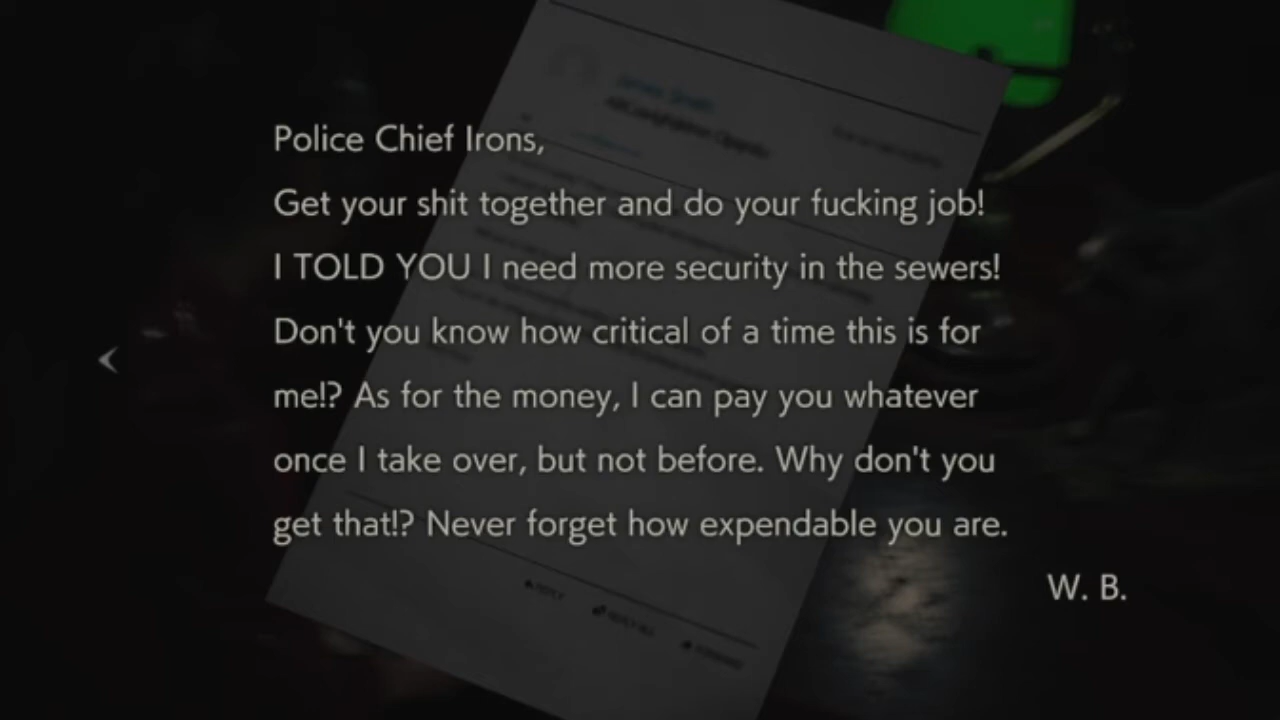 Police Chief Irons,
Get your shit together and do your fucking job!
I TOLD YOU I need more security in the sewers!
Don't you know how critical of a time this is for
me!? As for the money, I can pay you whatever
once I take over, but not before. Why don't you
get that!? Never forget how expendable you are.
W. B.